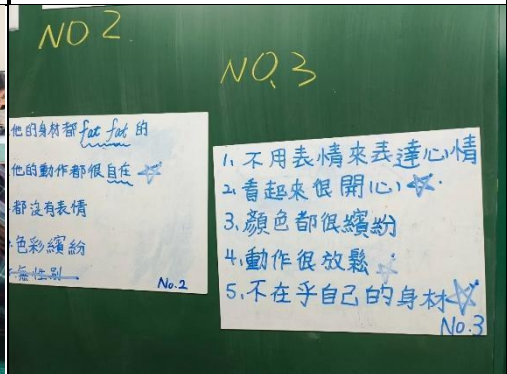 NO 2.
NO.3
他的身材都fat fat的
他的動作都很自在
都沒有表情
色彩繽紛
無性別
No.2
1、不用表情來表達心情
2、看起來很開心
3、顏色都很繽紛
4、動作很放鬆
5、不在乎自己的身材
No.3